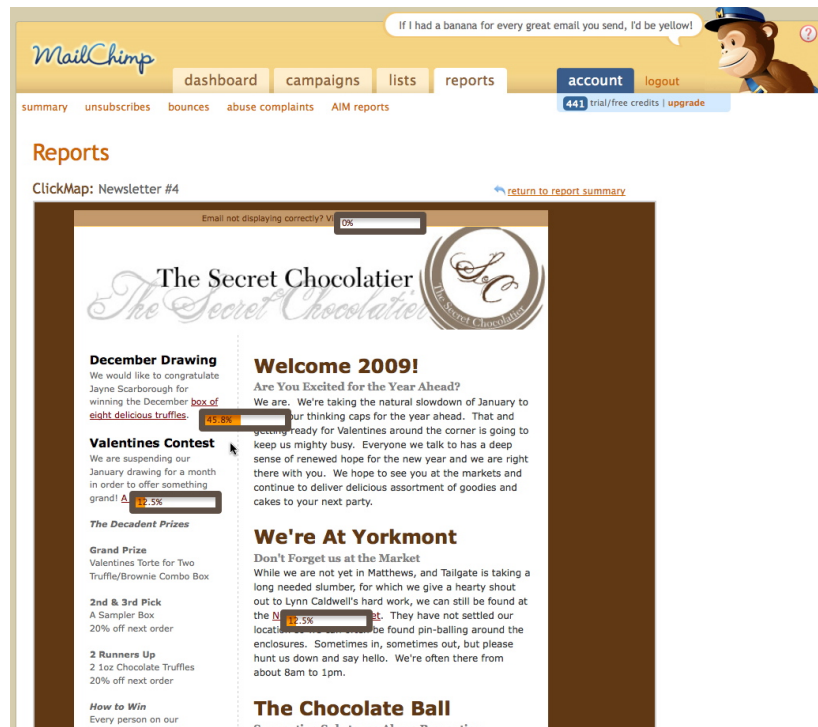 If I had a banana for every great email you send, I'd be yellow!
MailChimp
dashboard campaigns lists reports account logout
summary unsubscribes bounces abuse complaints AIM reports
441 trial/free credits | upgrade
Reports
ClickMap: Newsletter #4
return to report summary
Email not displaying correctly? Vi
0%
The Secret Chocolatier
The Secret Chocolatier
SC
The Secret Chocolatier
December Drawing
We would like to congratulate
Jayne Scarborough for
winning the December box of
eight delicious truffles.
45.8%
Valentines Contest
We are suspending our
January drawing for a month
in order to offer something
grand! A
12.5%
The Decadent Prizes
Grand Prize
Valentines Torte for Two
Truffle/Brownie Combo Box
2nd & 3rd Pick
A Sampler Box
20% off next order
2 Runners Up
2 1oz Chocolate Truffles
20% off next order
How to Win
Every person on our
Welcome 2009!
Are You Excited for the Year Ahead?
We are. We're taking the natural slowdown of January to
our thinking caps for the year ahead. That and
getting ready for Valentines around the corner is going to
keep us mighty busy. Everyone we talk to has a deep
sense of renewed hope for the new year and we are right
there with you. We hope to see you at the markets and
continue to deliver delicious assortment of goodies and
cakes to your next party.
We're At Yorkmont
Don't Forget us at the Market
While we are not yet in Matthews, and Tailgate is taking a
long needed slumber, for which we give a hearty shout
out to Lynn Caldwell's hard work, we can still be found at
the N
12.5%
et. They have not settled our
be found pin-balling around the
enclosures. Sometimes in, sometimes out, but please
hunt us down and say hello. We're often there from
about 8am to 1pm.
The Chocolate Ball